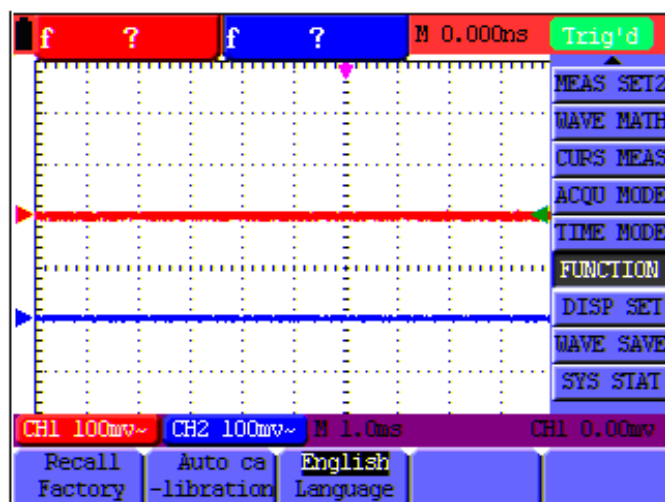 f ? f ? M 0.000ns Trig'd
MEAS SET2
WAVE MATH
CURS MEAS
ACQU MODE
TIME MODE
FUNCTION
DISP SET
WAVE SAVE
SYS STAT
CH1 100mv~ CH2 100mv~ M 1.0ms CH1 0.00mv
Recall Auto ca English
Factory -libration Language